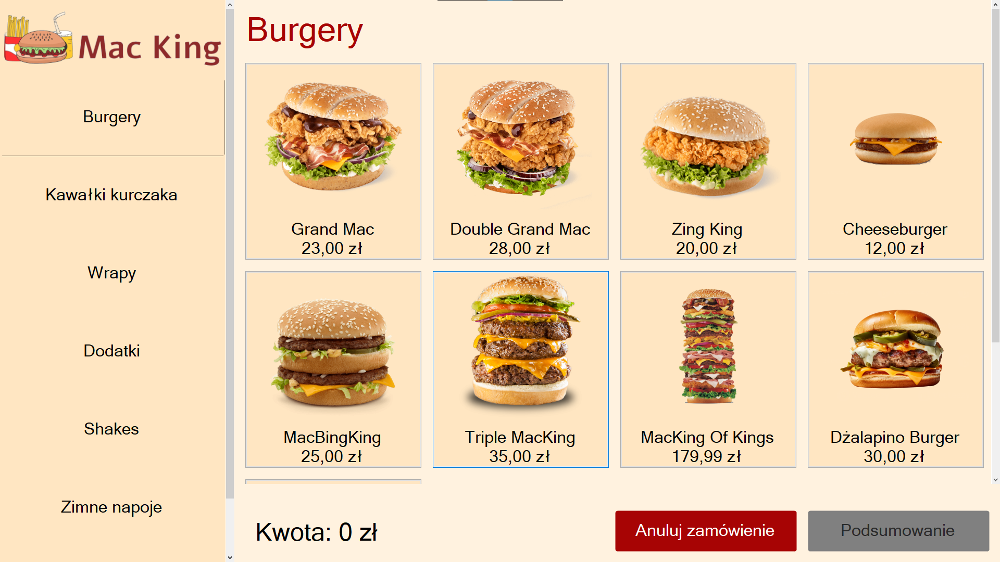 Mac King
Burgery
Kawałki kurczaka
Wrapy
Dodatki
Shakes
Zimne napoje
Burgery
Grand Mac
23,00 zł
Double Grand Mac
28,00 zł
Zing King
20,00 zł
Cheeseburger
12,00 zł
MacBingKing
25,00 zł
Triple MacKing
35,00 zł
MacKing Of Kings
179,99 zł
Dżalapino Burger
30,00 zł
Kwota: 0 zł
Anuluj zamówienie
Podsumowanie